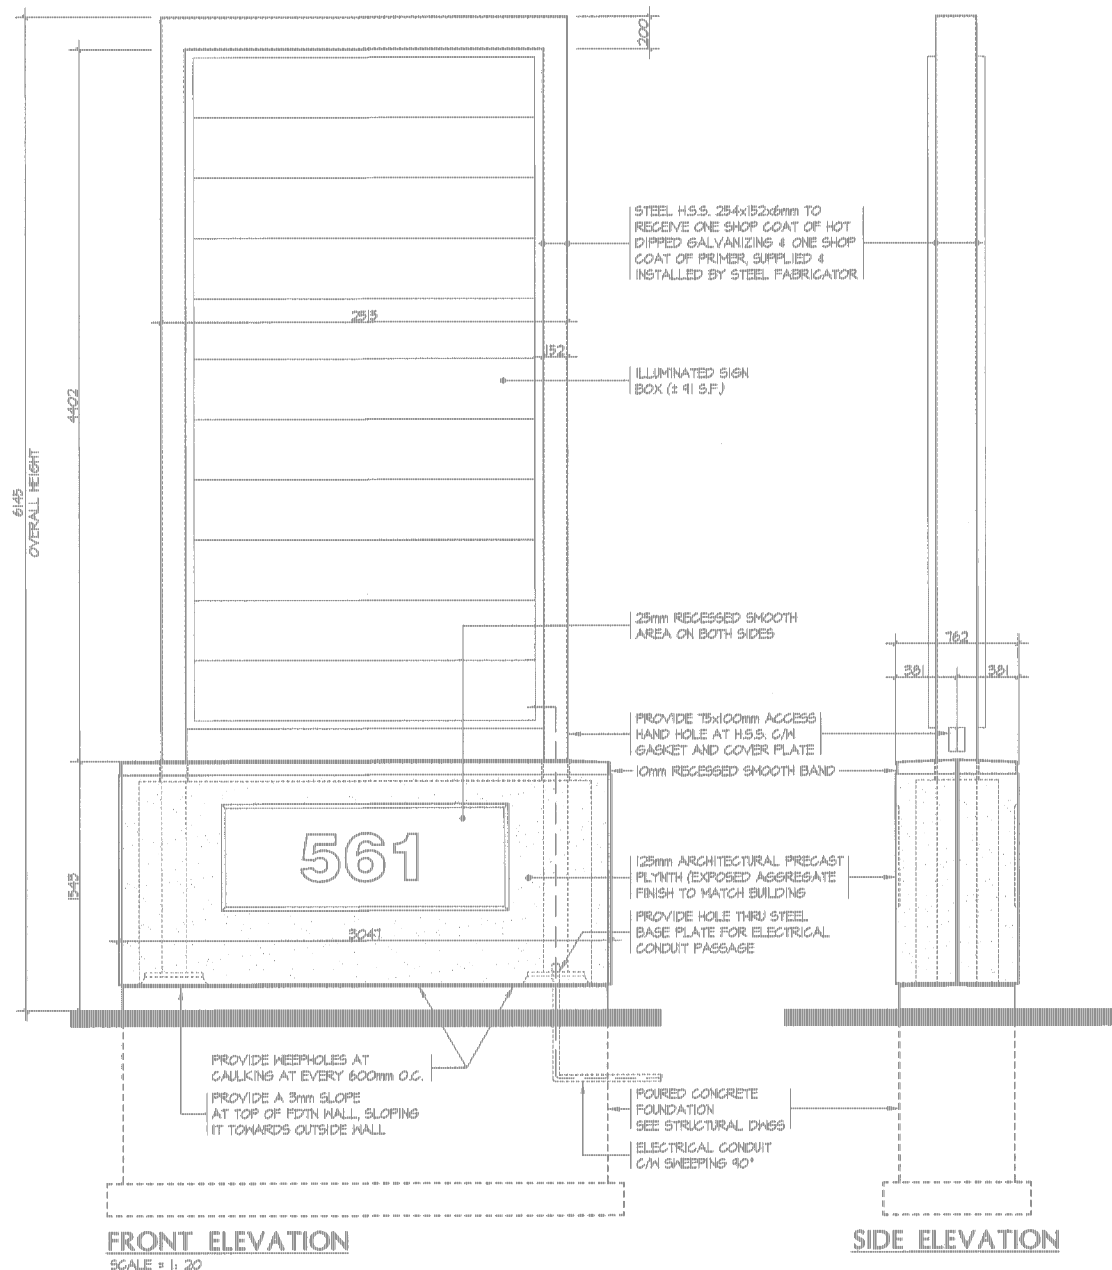 200
STEEL H.S.S. 254x152x6mm TO
RECEIVE ONE SHOP COAT OF HOT
DIPPED GALVANIZING & ONE SHOP
COAT OF PRIMER, SUPPLIED &
INSTALLED BY STEEL FABRICATOR
2513
152
ILLUMINATED SIGN
BOX (± 91 S.F.)
4402
6145
OVERALL HEIGHT
25mm RECESSED SMOOTH
AREA ON BOTH SIDES
762
381
381
PROVIDE 75x100mm ACCESS
HAND HOLE AT H.S.S. C/W
GASKET AND COVER PLATE
10mm RECESSED SMOOTH BAND
561
125mm ARCHITECTURAL PRECAST
PLYNTH (EXPOSED AGGREGATE
FINISH TO MATCH BUILDING
1543
PROVIDE HOLE THRU STEEL
BASE PLATE FOR ELECTRICAL
CONDUIT PASSAGE
3047
PROVIDE WEEPHOLES AT
CAULKING AT EVERY 600mm O.C.
PROVIDE A 3mm SLOPE
AT TOP OF FDTN WALL, SLOPING
IT TOWARDS OUTSIDE WALL
POURED CONCRETE
FOUNDATION
SEE STRUCTURAL DWGS
ELECTRICAL CONDUIT
C/W SWEEPING 90°
FRONT ELEVATION
SCALE = 1: 20
SIDE ELEVATION